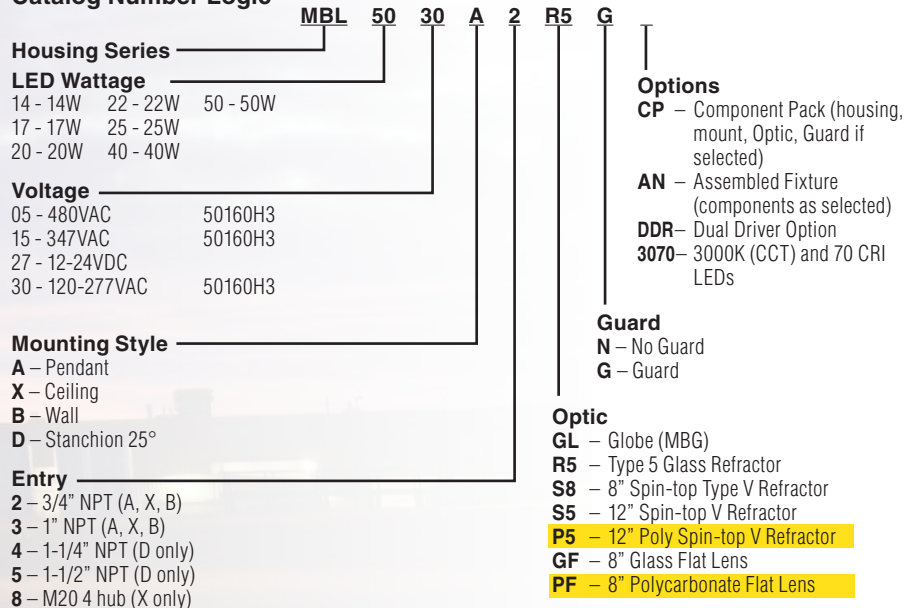 Catalog Number Logic
MBL 50 30 A 2 R5 G
Housing Series
LED Wattage
14 - 14W 22 - 22W 50 - 50W
17 - 17W 25 - 25W
20 - 20W 40 - 40W
Voltage
05 - 480VAC 50160H3
15 - 347VAC 50160H3
27 - 12-24VDC
30 - 120-277VAC 50160H3
Mounting Style
A – Pendant
X – Ceiling
B – Wall
D – Stanchion 25°
Entry
2 – 3/4" NPT (A, X, B)
3 – 1" NPT (A, X, B)
4 – 1-1/4" NPT (D only)
5 – 1-1/2" NPT (D only)
8 – M20 4 hub (X only)
Options
CP – Component Pack (housing,
mount, Optic, Guard if
selected)
AN – Assembled Fixture
(components as selected)
DDR– Dual Driver Option
3070– 3000K (CCT) and 70 CRI
LEDs
Guard
N – No Guard
G – Guard
Optic
GL – Globe (MBG)
R5 – Type 5 Glass Refractor
S8 – 8" Spin-top Type V Refractor
S5 – 12" Spin-top V Refractor
P5 – 12" Poly Spin-top V Refractor
GF – 8" Glass Flat Lens
PF – 8" Polycarbonate Flat Lens